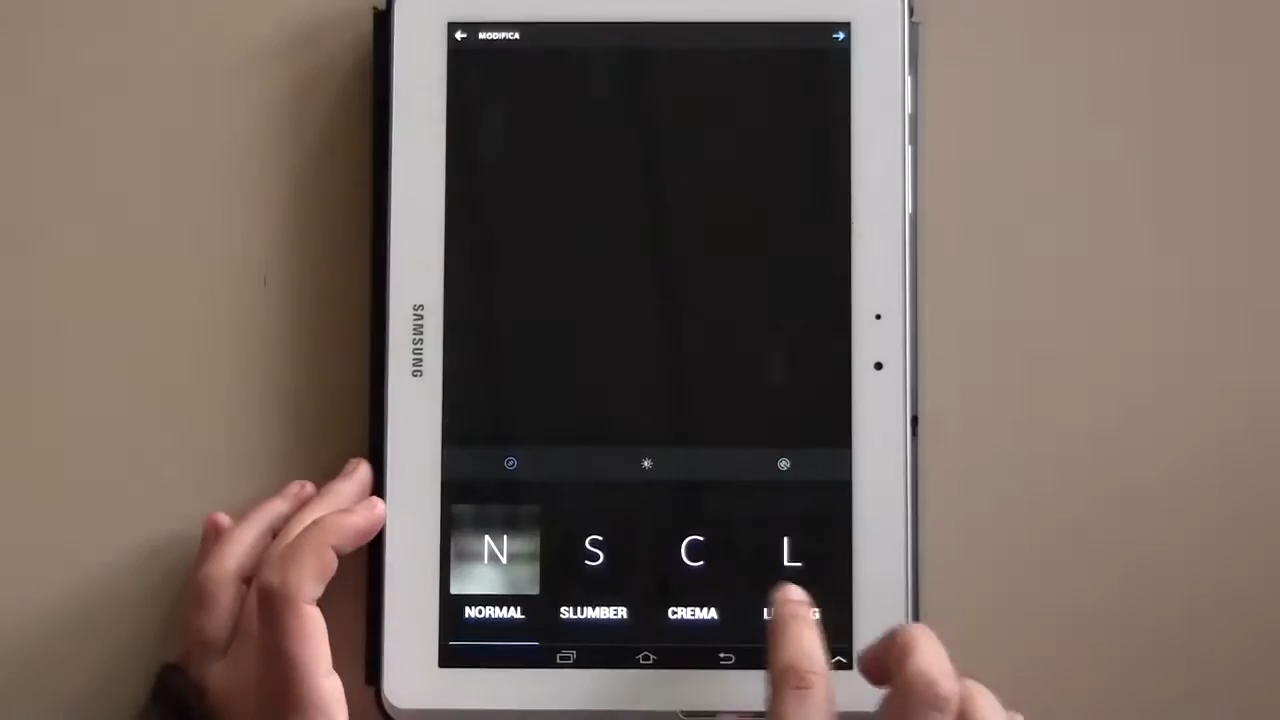 MODIFICA
SAMSUNG
N S C L
NORMAL SLUMBER CREMA